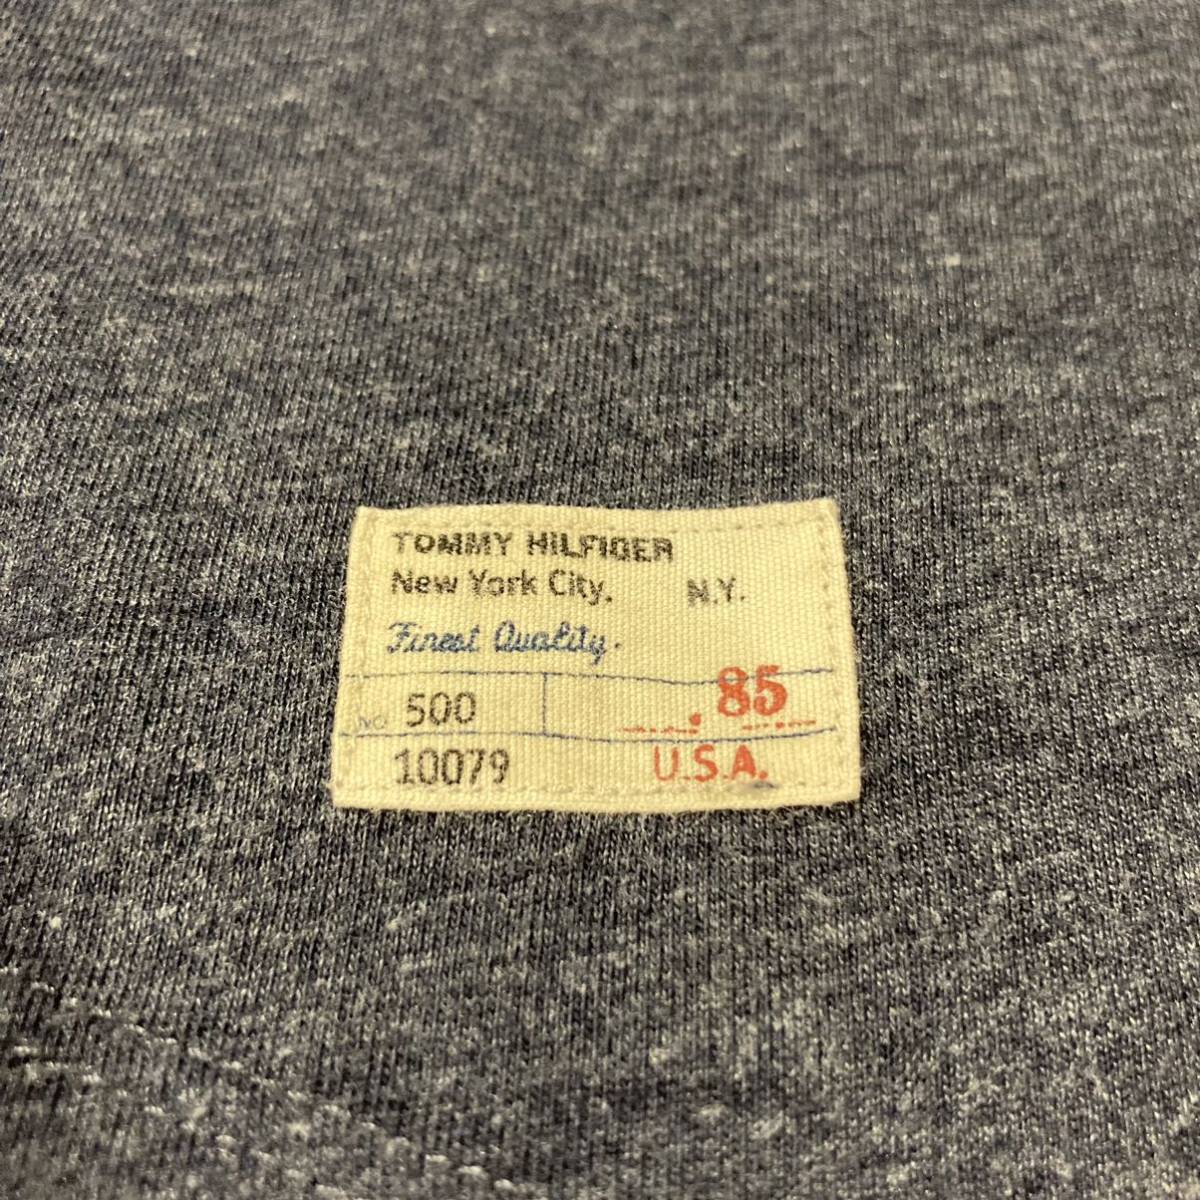 TOMMY HILFIGER
New York City, N.Y.
Finest Quality.
NO 500 .85
10079 U.S.A.